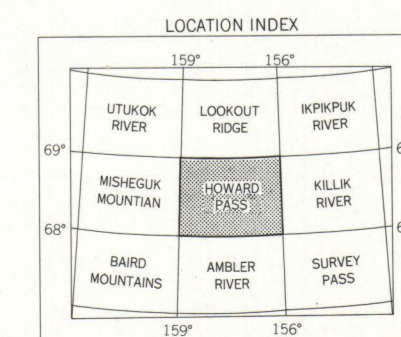 LOCATION INDEX
159° 156°
UTUKOK LOOKOUT IKPIKPUK
RIVER RIDGE RIVER
69°
MISHEGUK HOWARD KILLIK
MOUNTIAN PASS RIVER
68°
BAIRD AMBLER SURVEY
MOUNTAINS RIVER PASS
159° 156°